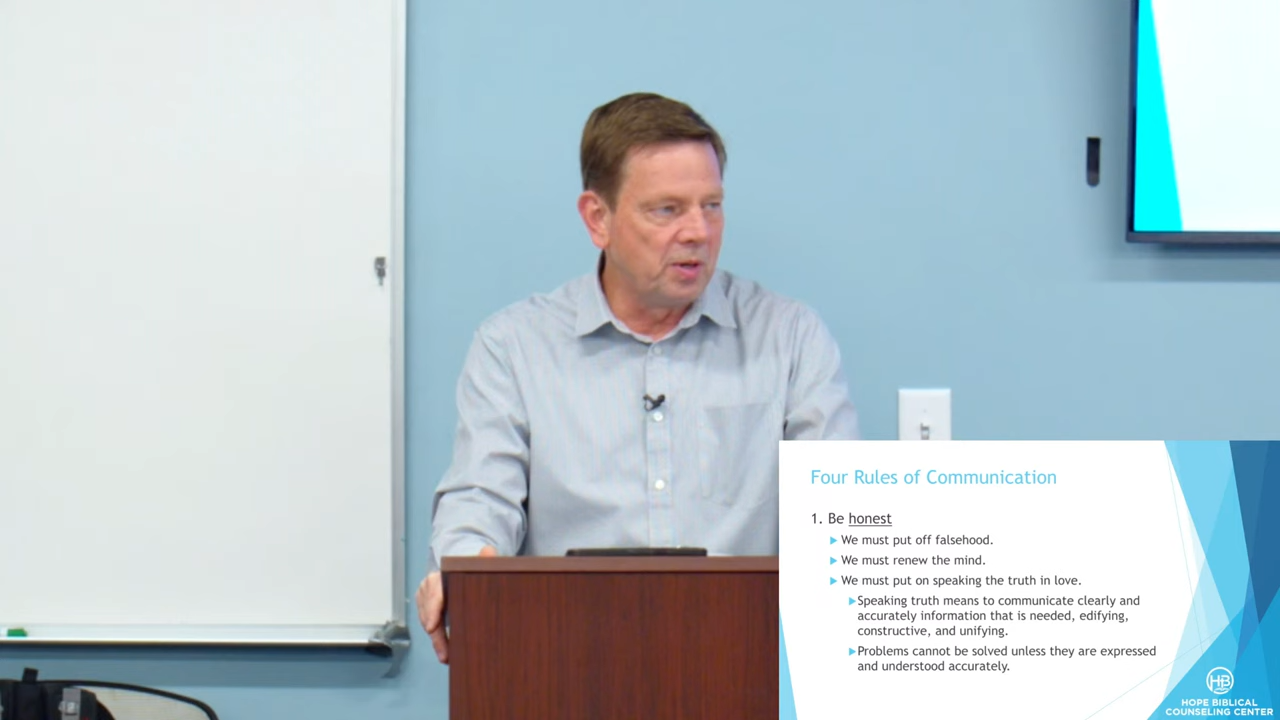 Four Rules of Communication
1. Be honest
We must put off falsehood.
We must renew the mind.
We must put on speaking the truth in love.
Speaking truth means to communicate clearly and
accurately information that is needed, edifying,
constructive, and unifying.
Problems cannot be solved unless they are expressed
and understood accurately.
HB
HOPE BIBLICAL
COUNSELING CENTER